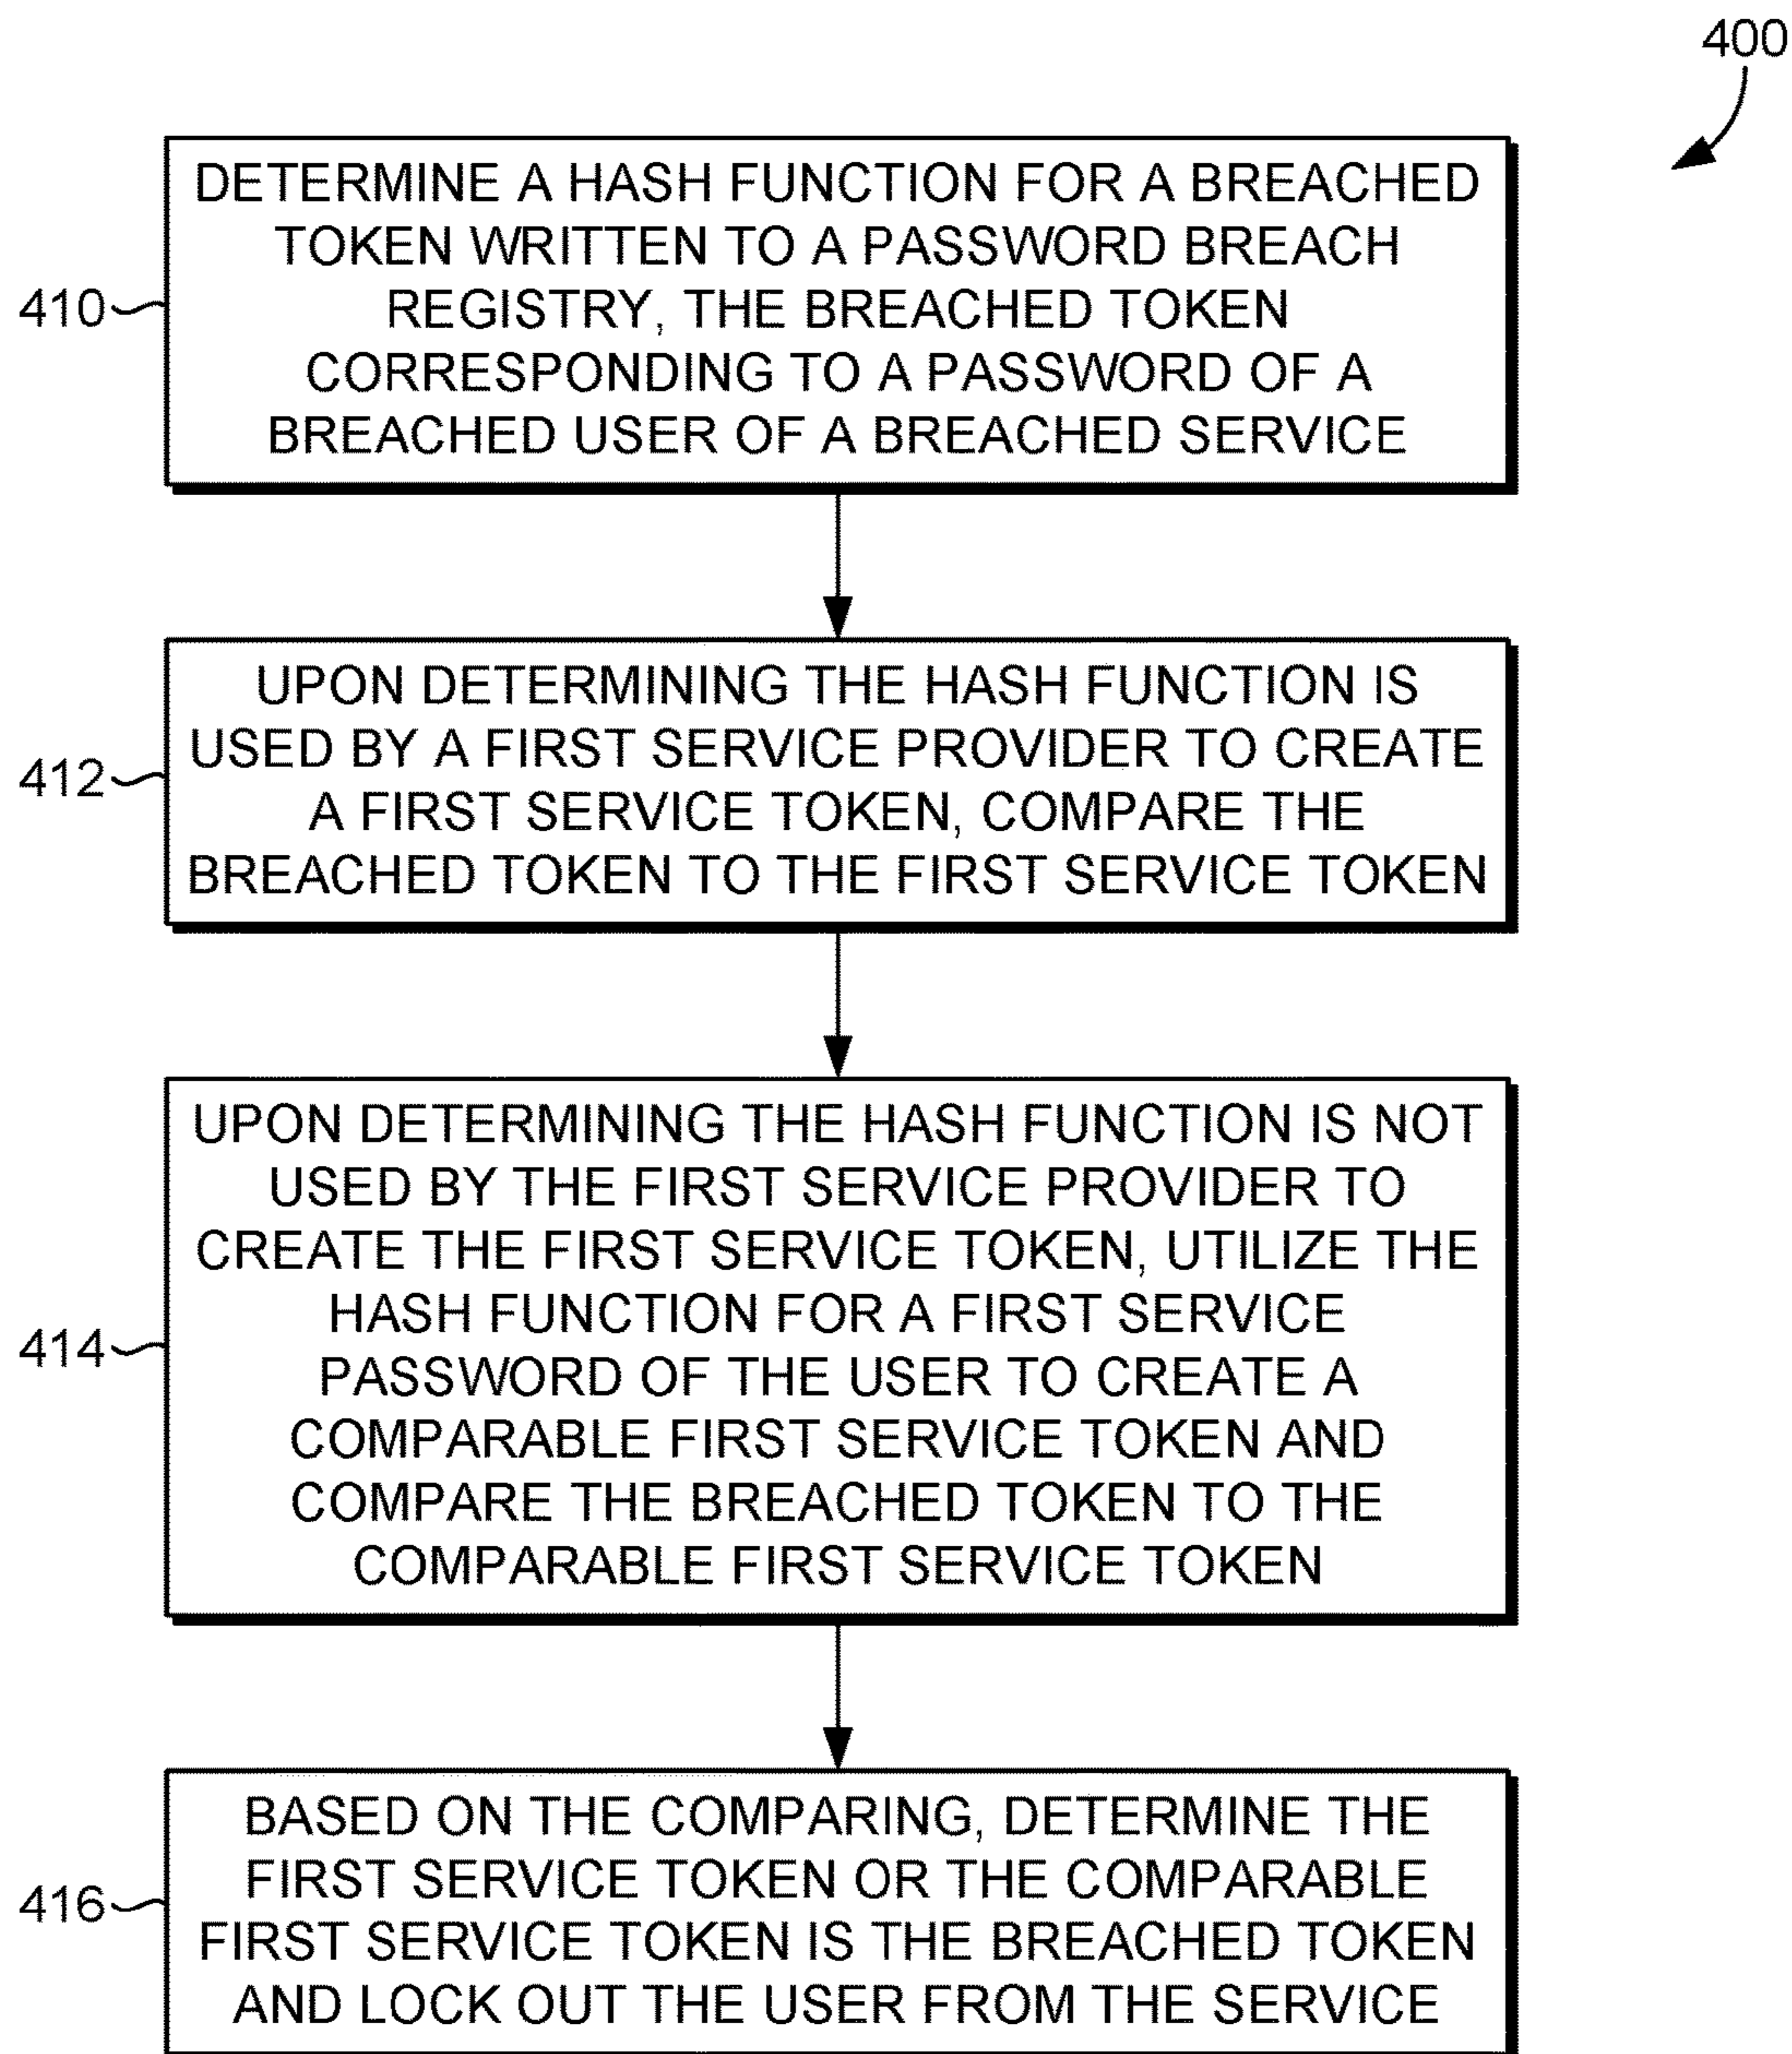 400
DETERMINE A HASH FUNCTION FOR A BREACHED
TOKEN WRITTEN TO A PASSWORD BREACH
REGISTRY, THE BREACHED TOKEN
CORRESPONDING TO A PASSWORD OF A
BREACHED USER OF A BREACHED SERVICE
410
UPON DETERMINING THE HASH FUNCTION IS
USED BY A FIRST SERVICE PROVIDER TO CREATE
A FIRST SERVICE TOKEN, COMPARE THE
BREACHED TOKEN TO THE FIRST SERVICE TOKEN
412
UPON DETERMINING THE HASH FUNCTION IS NOT
USED BY THE FIRST SERVICE PROVIDER TO
CREATE THE FIRST SERVICE TOKEN, UTILIZE THE
HASH FUNCTION FOR A FIRST SERVICE
PASSWORD OF THE USER TO CREATE A
COMPARABLE FIRST SERVICE TOKEN AND
COMPARE THE BREACHED TOKEN TO THE
COMPARABLE FIRST SERVICE TOKEN
414
BASED ON THE COMPARING, DETERMINE THE
FIRST SERVICE TOKEN OR THE COMPARABLE
FIRST SERVICE TOKEN IS THE BREACHED TOKEN
AND LOCK OUT THE USER FROM THE SERVICE
416